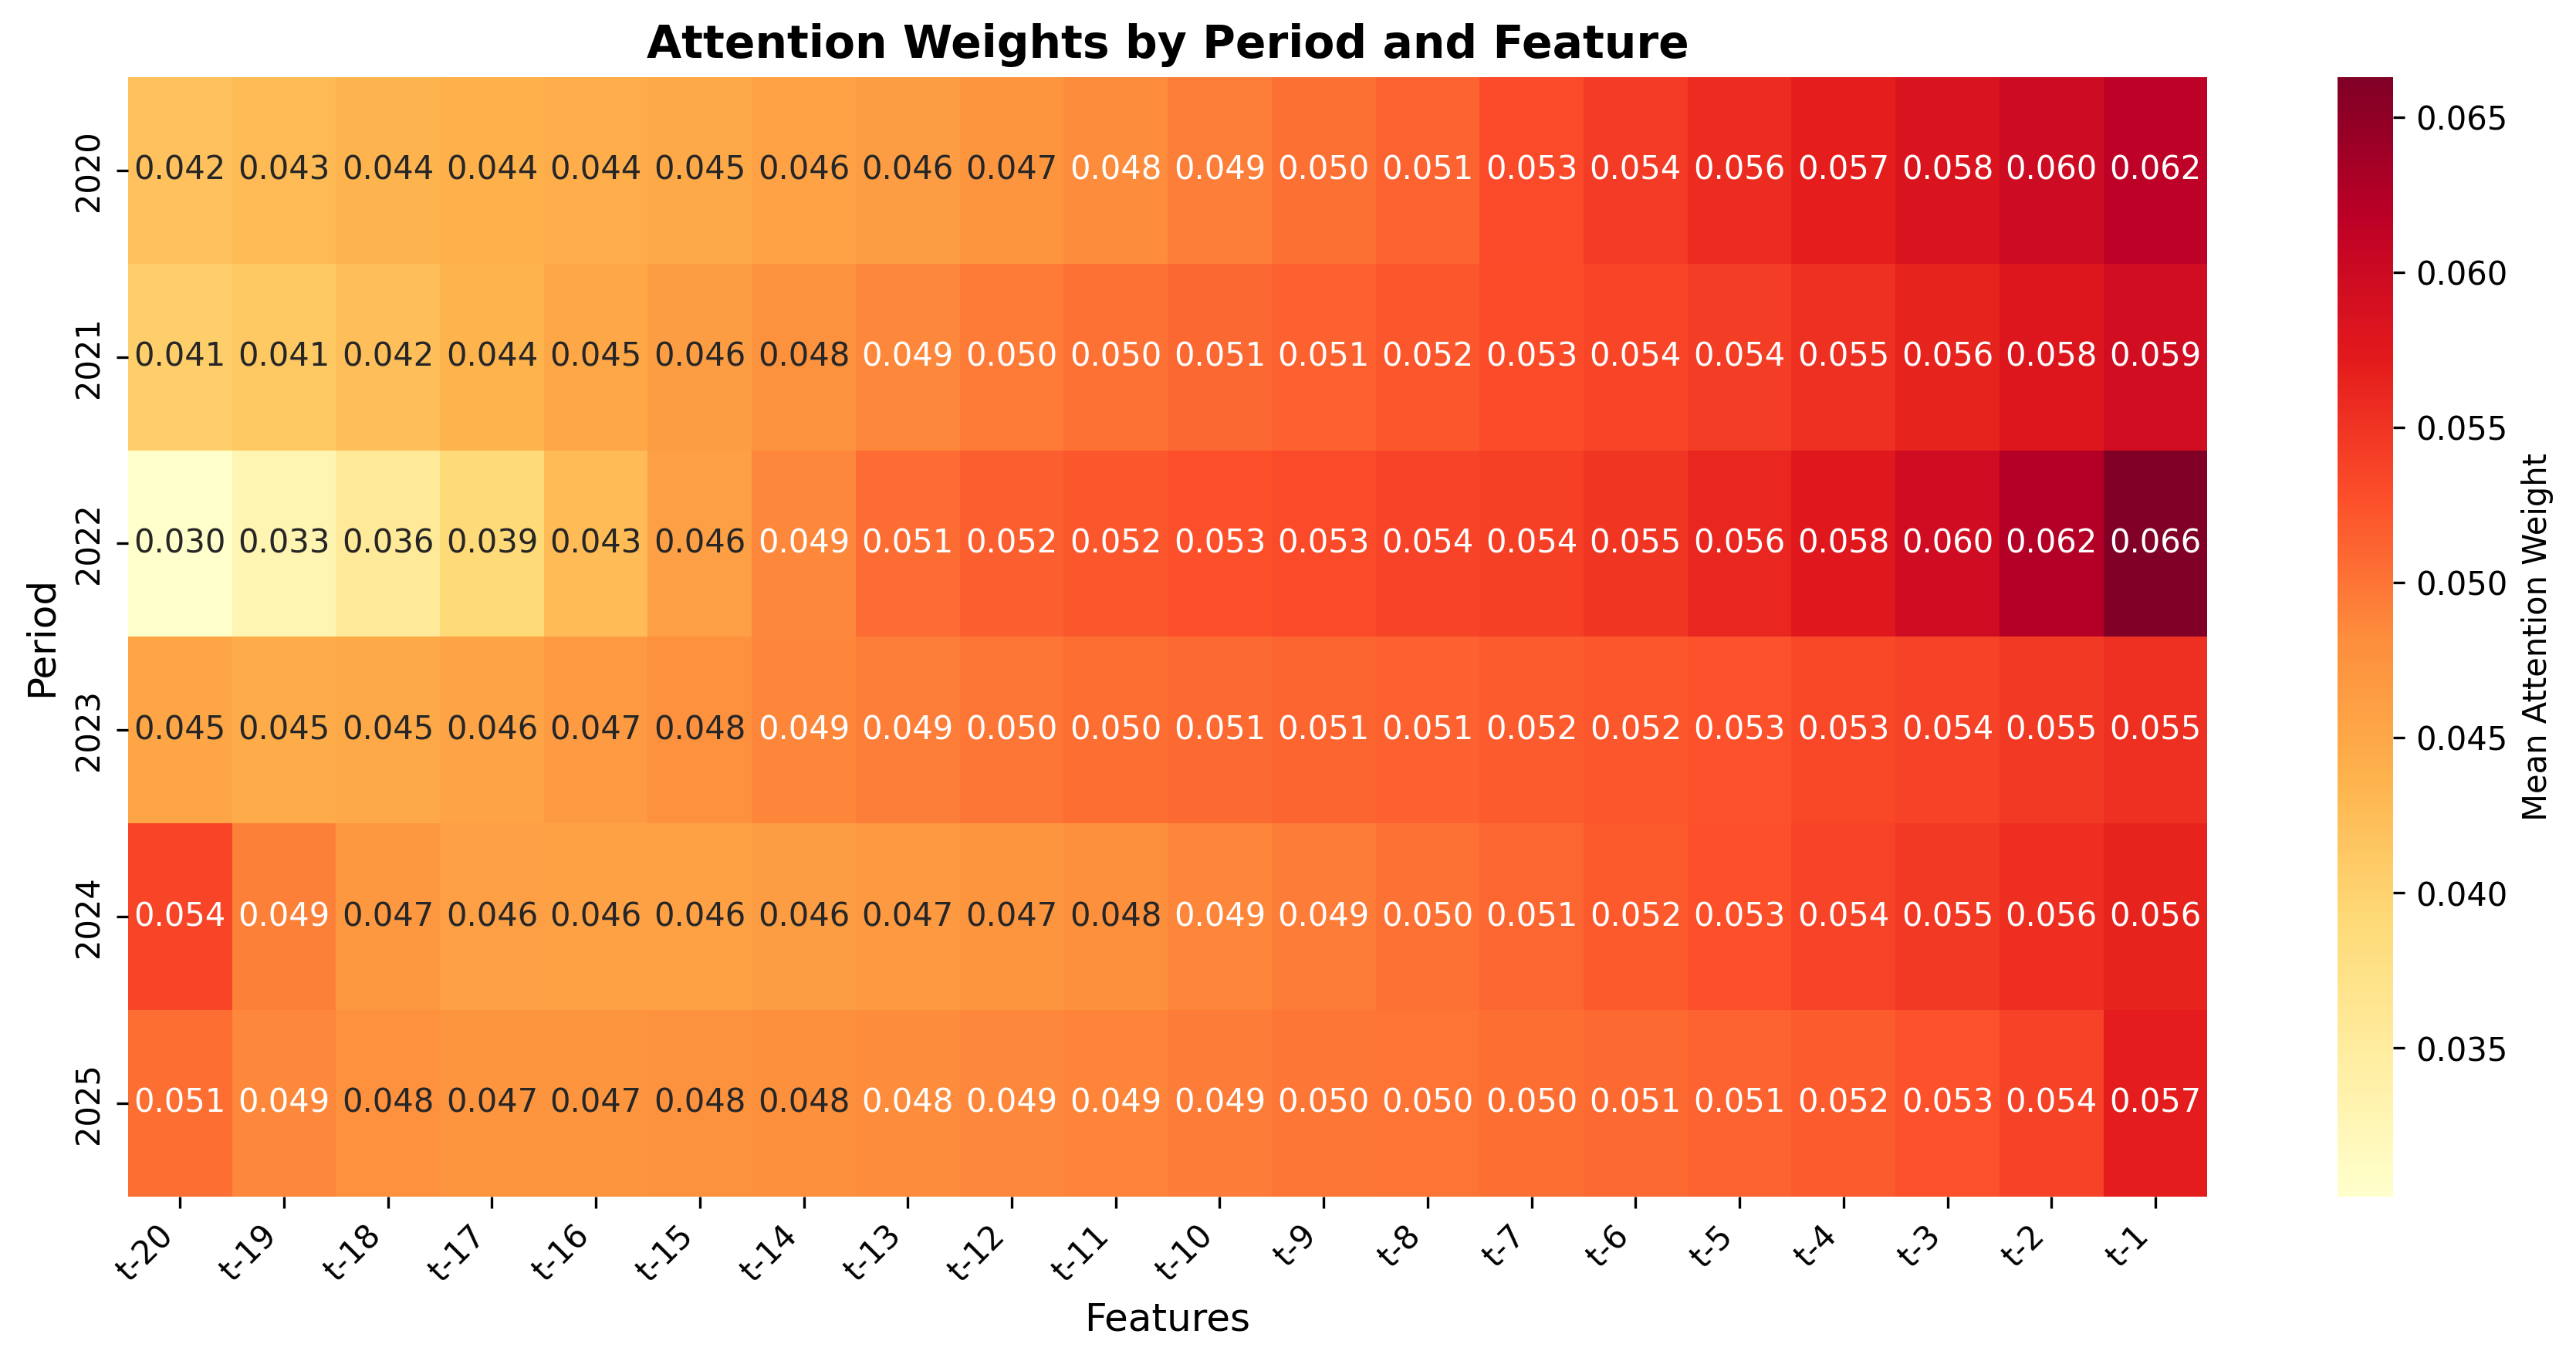 Attention Weights by Period and Feature
2020 0.042 0.043 0.044 0.044 0.044 0.045 0.046 0.046 0.047 0.048 0.049 0.050 0.051 0.053 0.054 0.056 0.057 0.058 0.060 0.062
2021 0.041 0.041 0.042 0.044 0.045 0.046 0.048 0.049 0.050 0.050 0.051 0.051 0.052 0.053 0.054 0.054 0.055 0.056 0.058 0.059
2022 0.030 0.033 0.036 0.039 0.043 0.046 0.049 0.051 0.052 0.052 0.053 0.053 0.054 0.054 0.055 0.056 0.058 0.060 0.062 0.066
2023 0.045 0.045 0.045 0.046 0.047 0.048 0.049 0.049 0.050 0.050 0.051 0.051 0.051 0.052 0.052 0.053 0.053 0.054 0.055 0.055
2024 0.054 0.049 0.047 0.046 0.046 0.046 0.046 0.047 0.047 0.048 0.049 0.049 0.050 0.051 0.052 0.053 0.054 0.055 0.056 0.056
2025 0.051 0.049 0.048 0.047 0.047 0.048 0.048 0.048 0.049 0.049 0.049 0.050 0.050 0.050 0.051 0.051 0.052 0.053 0.054 0.057
Period
t-20 t-19 t-18 t-17 t-16 t-15 t-14 t-13 t-12 t-11 t-10 t-9 t-8 t-7 t-6 t-5 t-4 t-3 t-2 t-1
Features
0.065
0.060
0.055
0.050
0.045
0.040
0.035
Mean Attention Weight